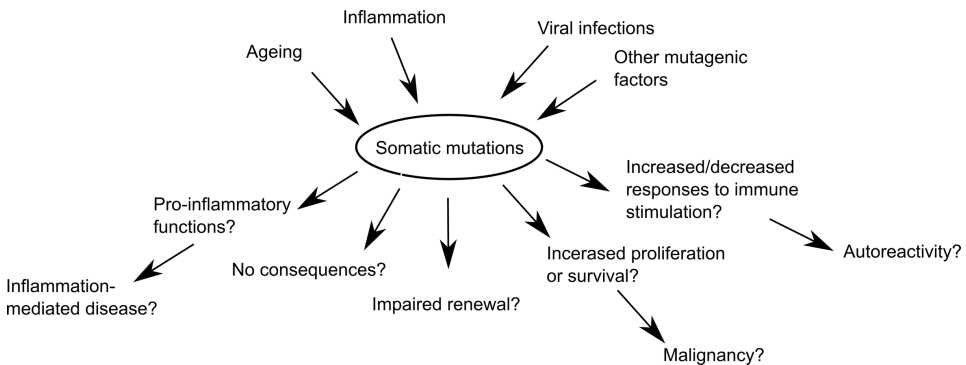 Inflammation
Viral infections
Ageing
Other mutagenic
factors
Somatic mutations
Increased/decreased
responses to immune
stimulation?
Pro-inflammatory
functions?
Autoreactivity?
No consequences?
Incerased proliferation
or survival?
Inflammation-
mediated disease?
Impaired renewal?
Malignancy?